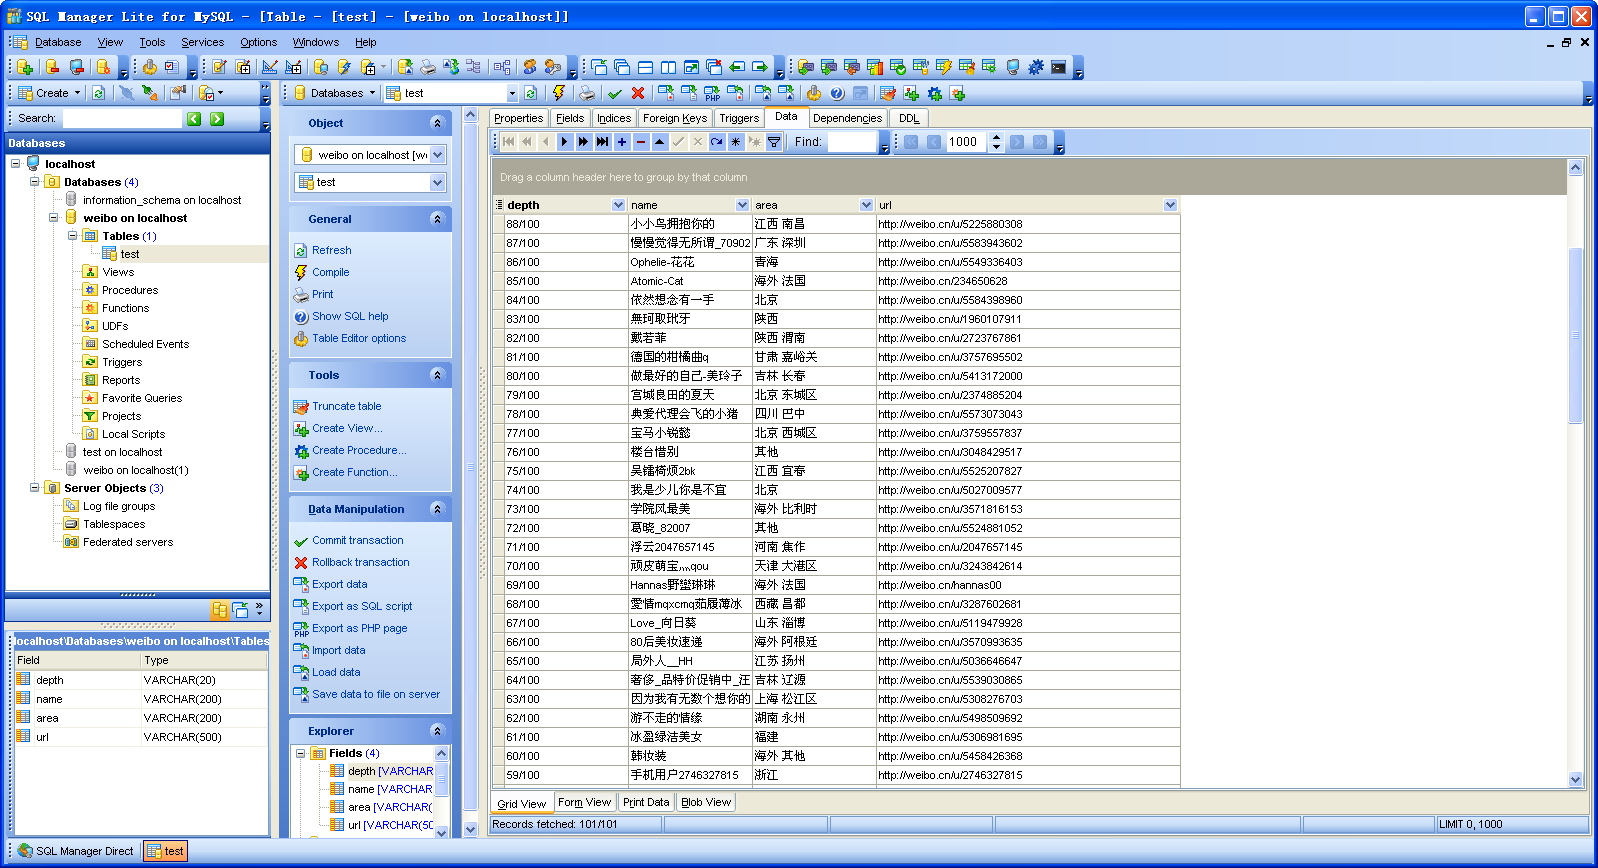 SQL Manager Lite for MySQL - [Table - [test] - [weibo on localhost]]
Database View Tools Services Options Windows Help
Create
Databases test
Search:
Databases
localhost
Databases (4)
information_schema on localhost
weibo on localhost
Tables (1)
test
Views
Procedures
Functions
UDFs
Scheduled Events
Triggers
Reports
Favorite Queries
Projects
Local Scripts
test on localhost
weibo on localhost(1)
Server Objects (3)
Log file groups
Tablespaces
Federated servers
localhost\Databases\weibo on localhost\Tables
Field Type
depth VARCHAR(20)
name VARCHAR(200)
area VARCHAR(200)
url VARCHAR(500)
Object
weibo on localhost [w
test
General
Refresh
Compile
Print
Show SQL help
Table Editor options
Tools
Truncate table
Create View...
Create Procedure...
Create Function...
Data Manipulation
Commit transaction
Rollback transaction
Export data
Export as SQL script
Export as PHP page
Import data
Load data
Save data to file on server
Explorer
Fields (4)
depth [VARCHAR
name [VARCHAR
area [VARCHAR(
url [VARCHAR(50
Properties Fields Indices Foreign Keys Triggers Data Dependencies DDL
Find: 1000
Drag a column header here to group by that column
depth name area url
88/100 小小鸟拥抱你的 江西 南昌 http://weibo.cn/u/5225880308
87/100 慢慢觉得无所谓_70902 广东 深圳 http://weibo.cn/u/5583943602
86/100 Ophelie-花花 青海 http://weibo.cn/u/5549336403
85/100 Atomic-Cat 海外 法国 http://weibo.cn/234650628
84/100 依然想念有一手 北京 http://weibo.cn/u/5584398960
83/100 無珂取玳牙 陕西 http://weibo.cn/u/1960107911
82/100 戴若菲 陕西 渭南 http://weibo.cn/u/2723767861
81/100 德国的柑橘曲q 甘肃 嘉峪关 http://weibo.cn/u/3757695502
80/100 做最好的自己-美玲子 吉林 长春 http://weibo.cn/u/5413172000
79/100 宫城良田的夏天 北京 东城区 http://weibo.cn/u/2374885204
78/100 典爱代理会飞的小猪 四川 巴中 http://weibo.cn/u/5573073043
77/100 宝马小锐懿 北京 西城区 http://weibo.cn/u/3759557837
76/100 楼台惜别 其他 http://weibo.cn/u/3048429517
75/100 吴镭椅烦2bk 江西 宜春 http://weibo.cn/u/5525207827
74/100 我是少儿你是不宜 北京 http://weibo.cn/u/5027009577
73/100 学院风最美 海外 比利时 http://weibo.cn/u/3571816153
72/100 葛晓_82007 其他 http://weibo.cn/u/5524881052
71/100 浮云2047657145 河南 焦作 http://weibo.cn/u/2047657145
70/100 顽皮萌宝灬qou 天津 大港区 http://weibo.cn/u/3243842614
69/100 Hannas野蠻琳琳 海外 法国 http://weibo.cn/hannas00
68/100 愛情mqxcmq茹履薄冰 西藏 昌都 http://weibo.cn/u/3287602681
67/100 Love_向日葵 山东 淄博 http://weibo.cn/u/5119479928
66/100 80后美妆速递 海外 阿根廷 http://weibo.cn/u/3570993635
65/100 局外人__HH 江苏 扬州 http://weibo.cn/u/5036646647
64/100 奢侈_品特价促销中_汪 吉林 辽源 http://weibo.cn/u/5539030865
63/100 因为我有无数个想你的 上海 松江区 http://weibo.cn/u/5308276703
62/100 游不走的情缘 湖南 永州 http://weibo.cn/u/5498509692
61/100 冰盈绿洁美女 福建 http://weibo.cn/u/5306981695
60/100 韩妆装 海外 其他 http://weibo.cn/u/5458426368
59/100 手机用户2746327815 浙江 http://weibo.cn/u/2746327815
Grid View Form View Print Data Blob View
Records fetched: 101/101 LIMIT 0, 1000
SQL Manager Direct test